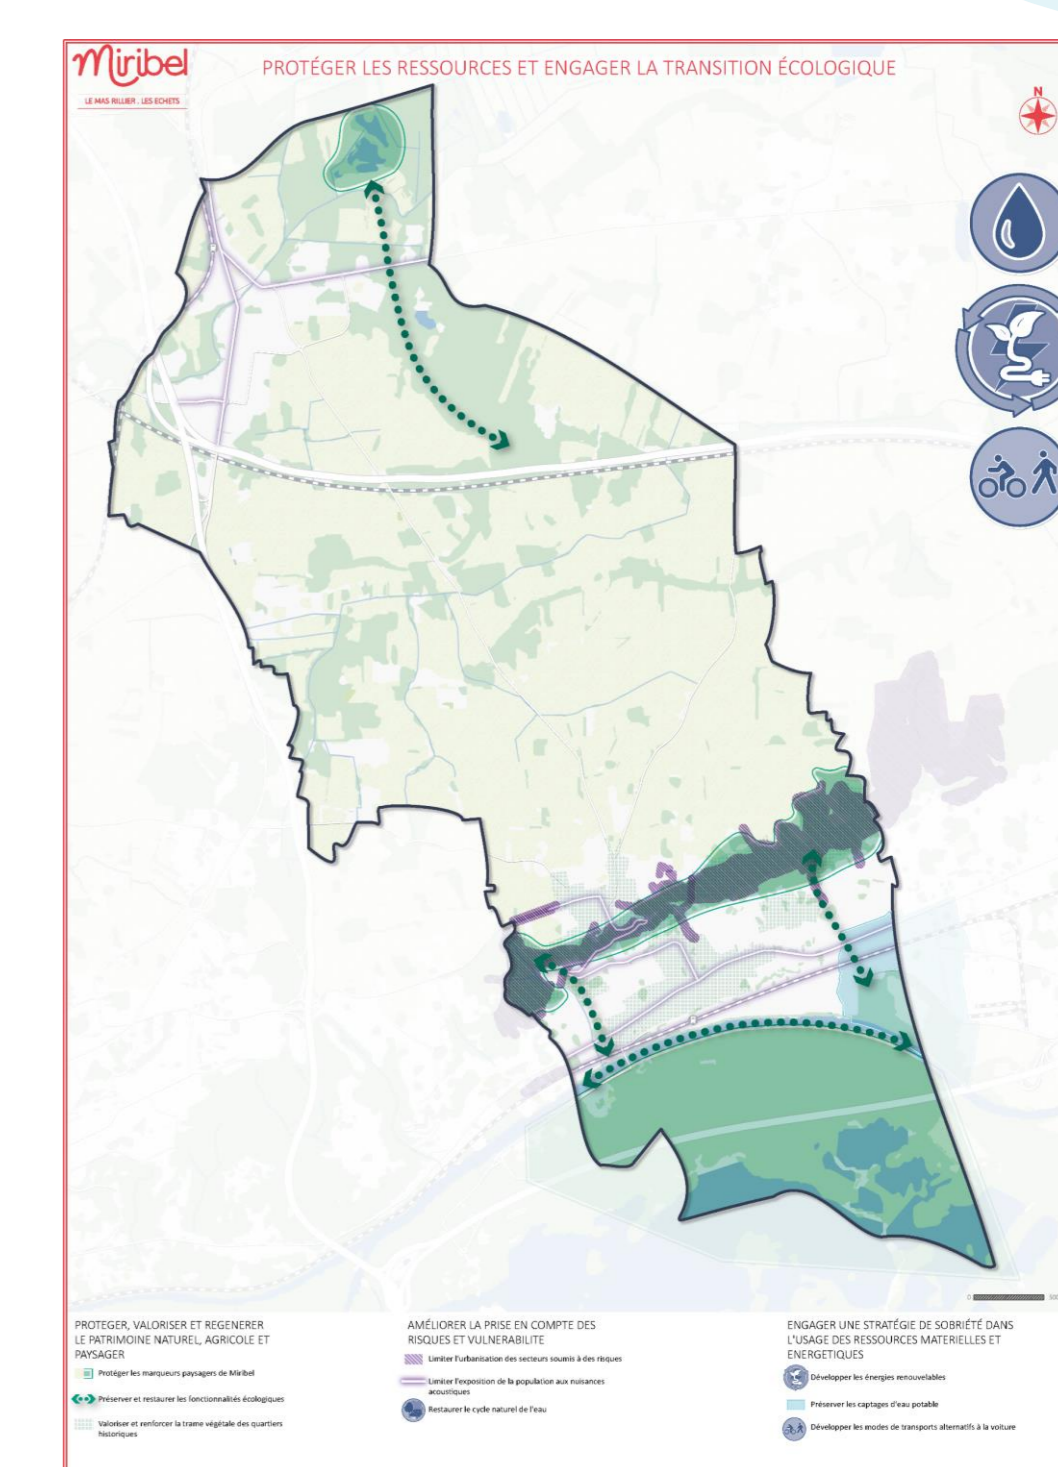 Miribel
LE MAS RILLIER . LES ECHETS
PROTÉGER LES RESSOURCES ET ENGAGER LA TRANSITION ÉCOLOGIQUE
N
0
PROTEGER, VALORISER ET REGENERER
LE PATRIMOINE NATUREL, AGRICOLE ET
PAYSAGER
Protéger les marqueurs paysagers de Miribel
Préserver et restaurer les fonctionnalités écologiques
Valoriser et renforcer la trame végétale des quartiers
historiques
AMÉLIORER LA PRISE EN COMPTE DES
RISQUES ET VULNERABILITE
Limiter l'urbanisation des secteurs soumis à des risques
Limiter l'exposition de la population aux nuisances
acoustiques
Restaurer le cycle naturel de l'eau
ENGAGER UNE STRATÉGIE DE SOBRIÉTÉ DANS
L'USAGE DES RESSOURCES MATERIELLES ET
ENERGETIQUES
Développer les énergies renouvelables
Préserver les captages d'eau potable
Développer les modes de transports alternatifs à la voiture